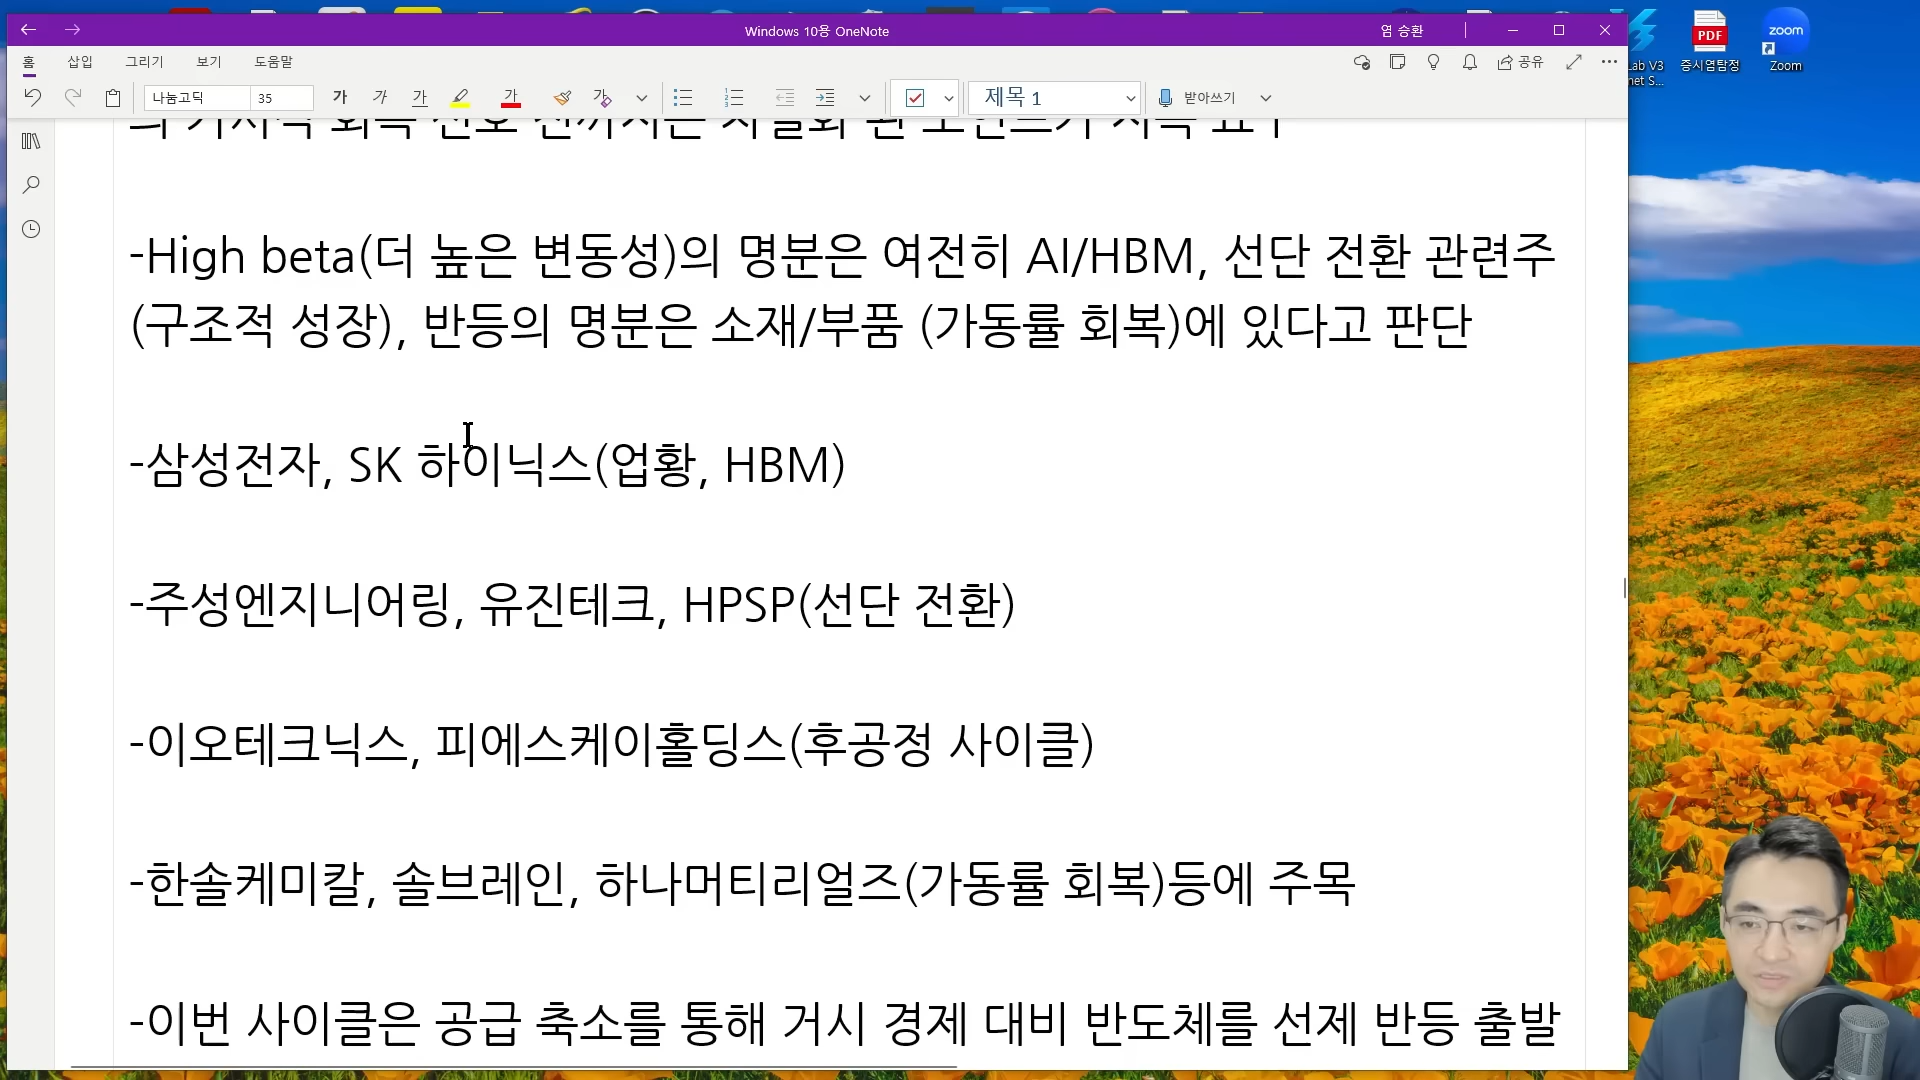 Windows 10용 OneNote
염 승환
홈 삽입 그리기 보기 도움말
공유
나눔고딕 35 가 가 가 가 가 제목 1 받아쓰기
-High beta(더 높은 변동성)의 명분은 여전히 AI/HBM, 선단 전환 관련주
(구조적 성장), 반등의 명분은 소재/부품 (가동률 회복)에 있다고 판단
-삼성전자, SK 하이닉스(업황, HBM)
-주성엔지니어링, 유진테크, HPSP(선단 전환)
-이오테크닉스, 피에스케이홀딩스(후공정 사이클)
-한솔케미칼, 솔브레인, 하나머티리얼즈(가동률 회복)등에 주목
-이번 사이클은 공급 축소를 통해 거시 경제 대비 반도체를 선제 반등 출발
Lab V3
net S...
PDF
증시염탐정
zoom
Zoom